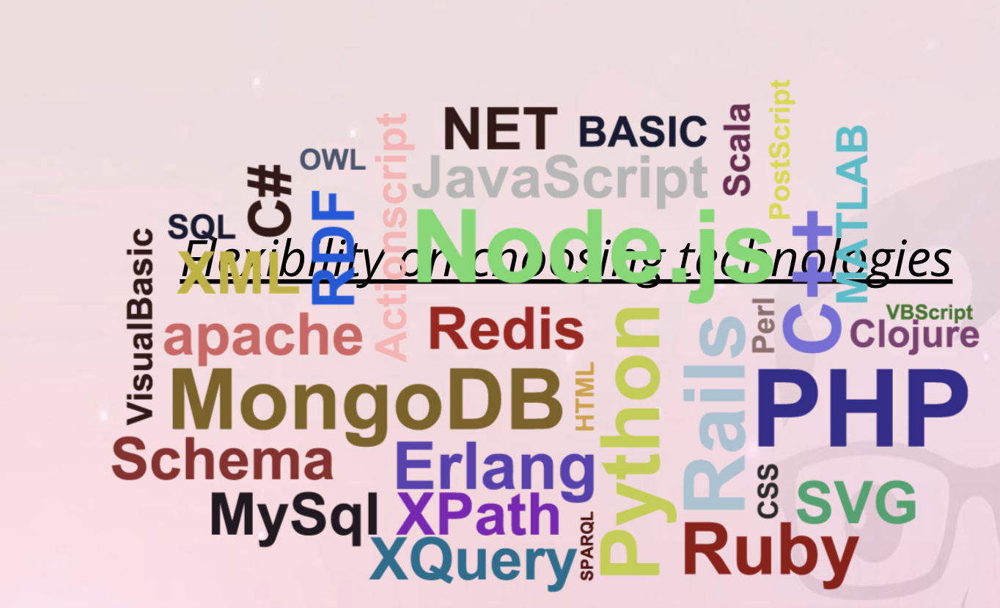 NET
BASIC
Scala
PostScript
OWL
Actionscript
JavaScript
MATLAB
C#
SQL
RDF
Node.js
C++
VisualBasic
Flexibility on choosing technologies
XML
apache
Redis
Python
Rails
Perl
VBScript
Clojure
MongoDB
HTML
PHP
Schema
Erlang
CSS
SVG
MySql
XPath
SPARQL
Ruby
XQuery